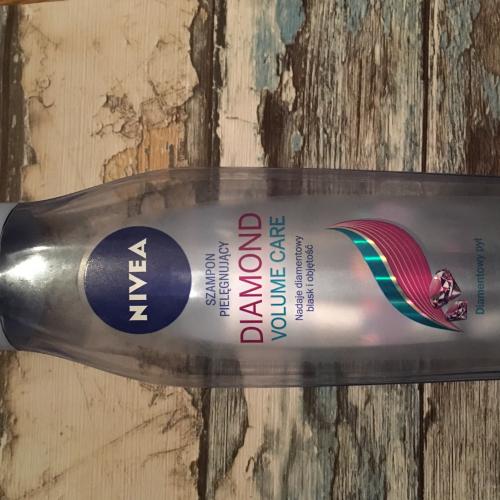 NIVEA
SZAMPON
PIELĘGNUJĄCY
DIAMOND
VOLUME CARE
Nadaje diamentowy
blask i objętość
Diamentowy pył